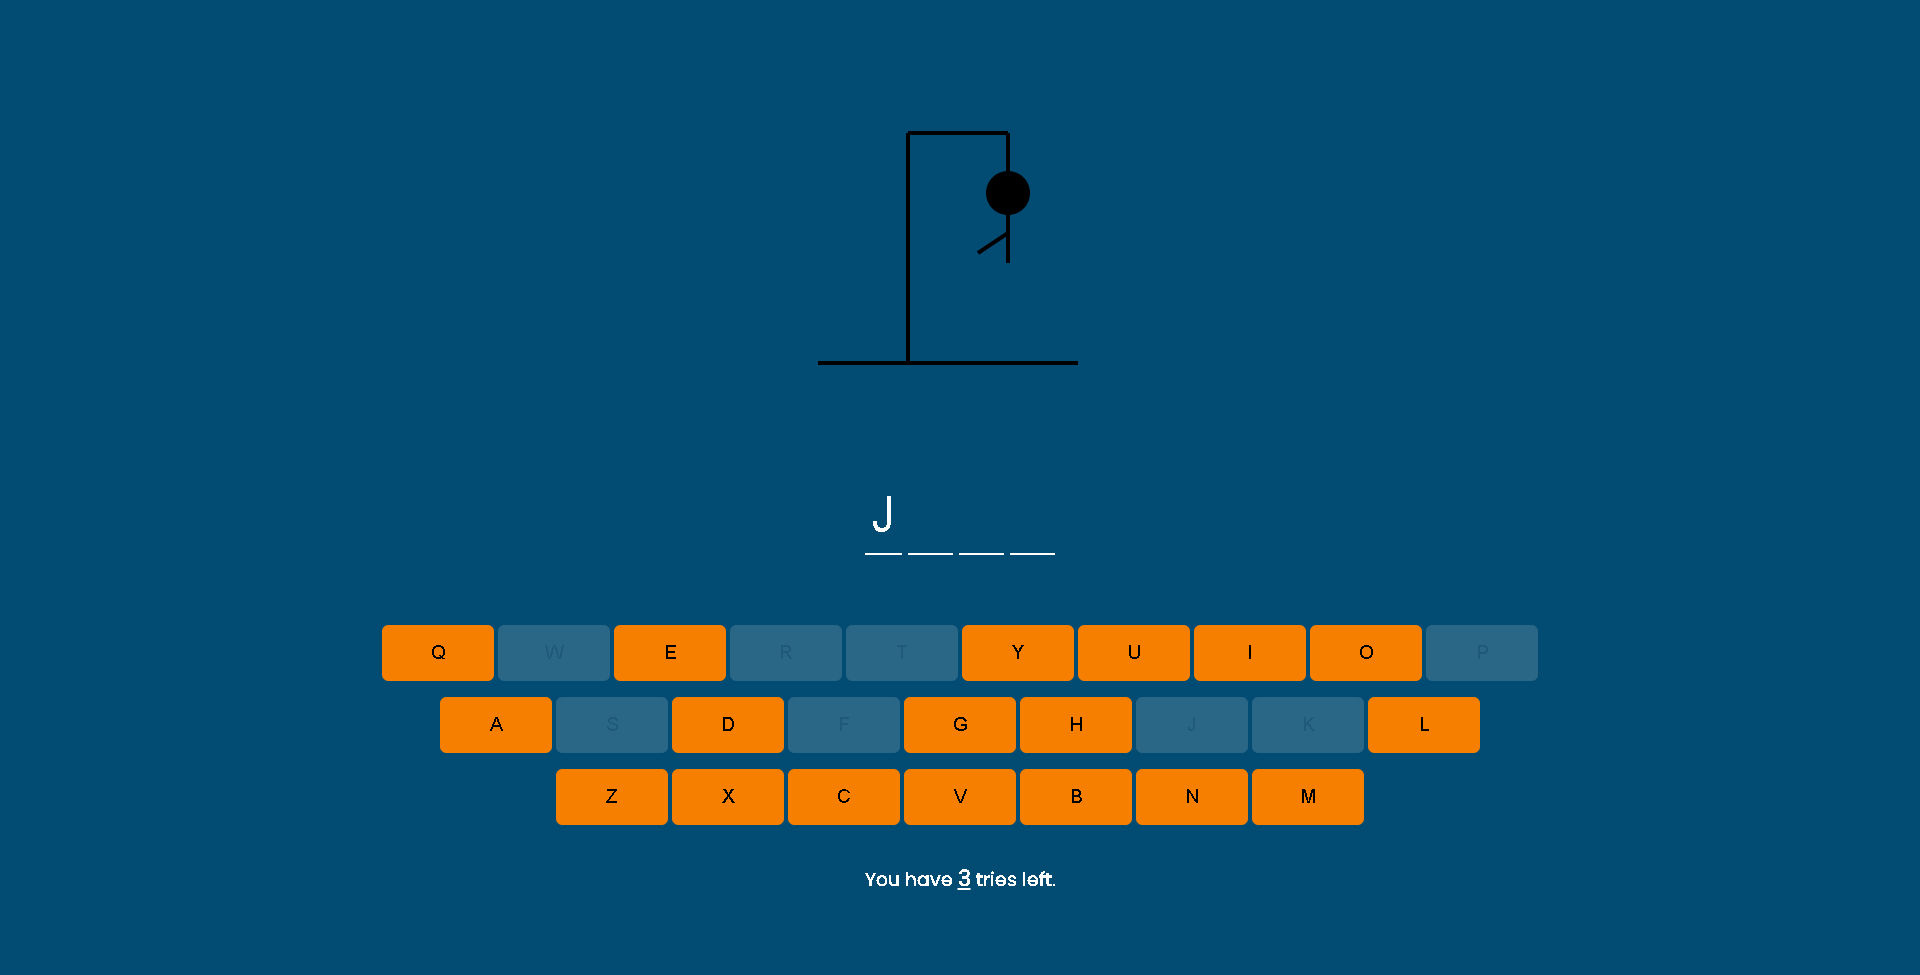 J
Q W E R T Y U I O P
A S D F G H J K L
Z X C V B N M
You have 3 tries left.